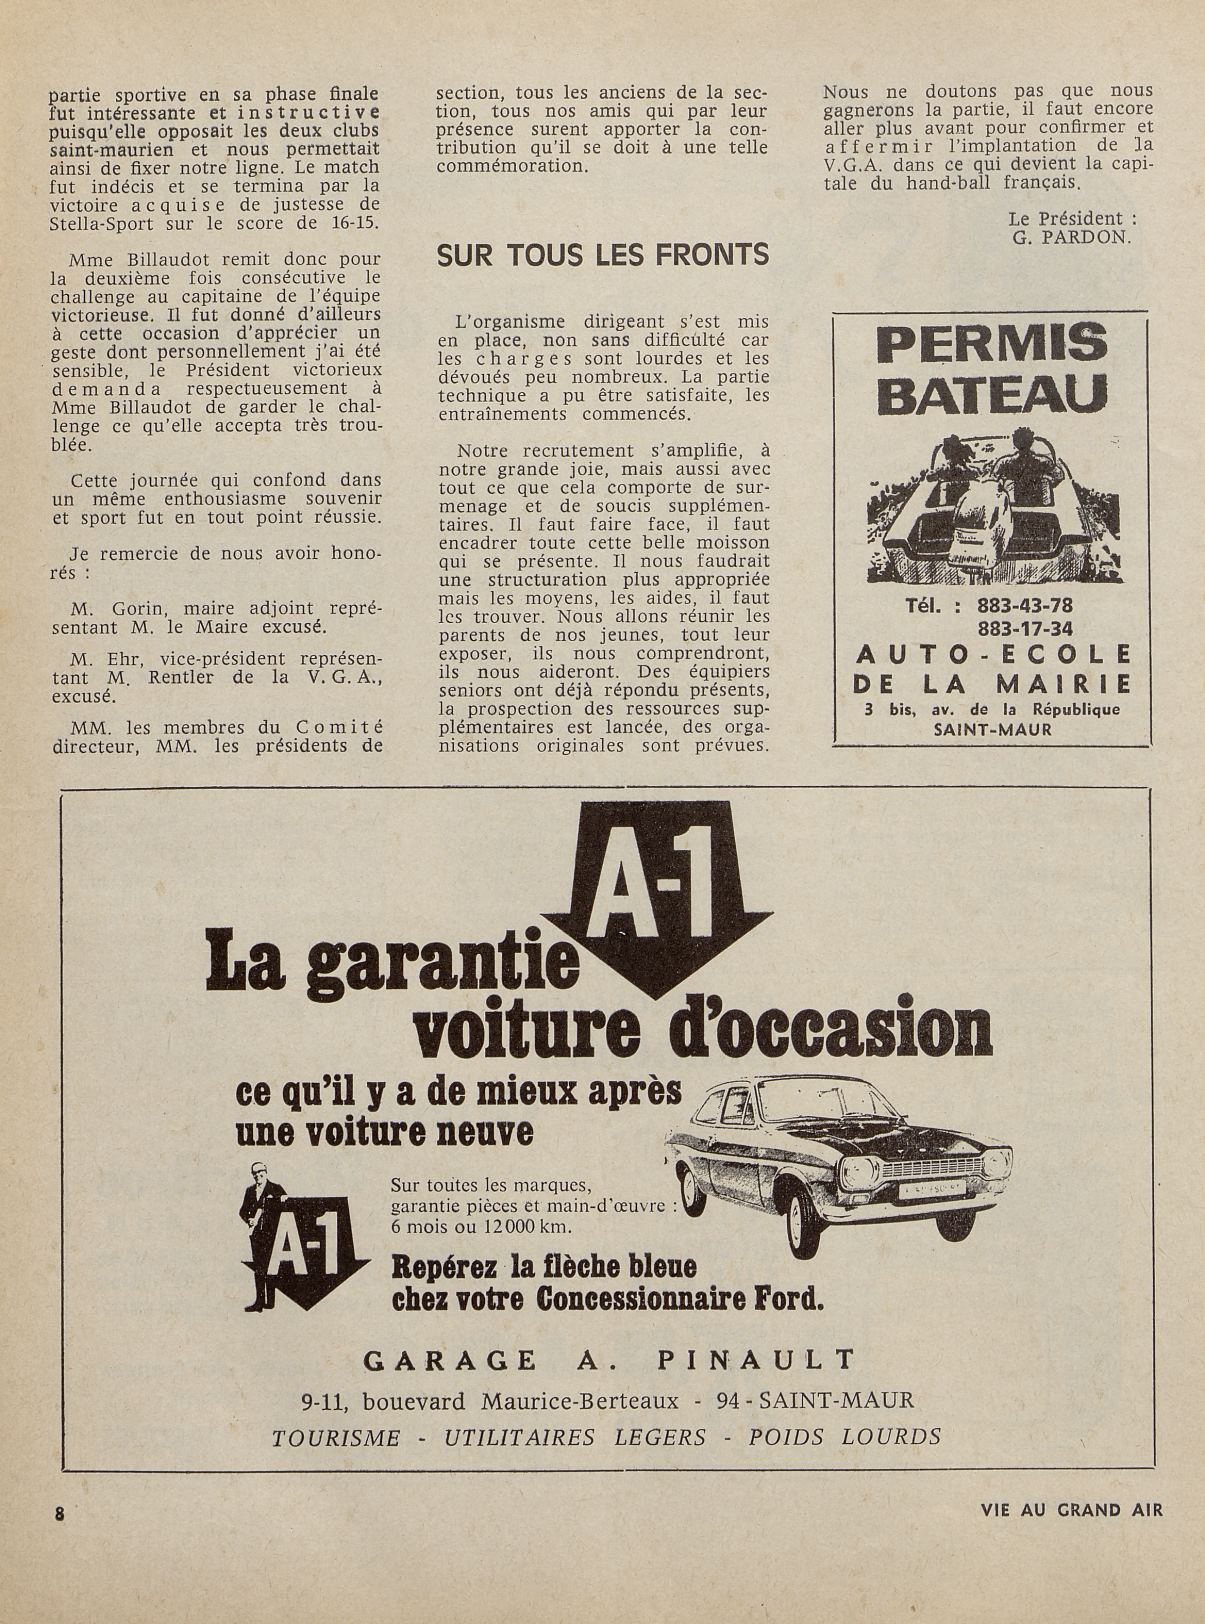 partie sportive en sa phase finale
fut intéressante et instructive
puisqu'elle opposait les deux clubs
saint-maurien et nous permettait
ainsi de fixer notre ligne. Le match
fut indécis et se termina par la
victoire acquise de justesse de
Stella-Sport sur le score de 16-15.
Mme Billaudot remit donc pour
la deuxième fois consécutive le
challenge au capitaine de l'équipe
victorieuse. Il fut donné d'ailleurs
à cette occasion d'apprécier un
geste dont personnellement j'ai été
sensible, le Président victorieux
demanda respectueusement à
Mme Billaudot de garder le chal-
lenge ce qu'elle accepta très trou-
blée.
Cette journée qui confond dans
un même enthousiasme souvenir
et sport fut en tout point réussie.
Je remercie de nous avoir hono-
rés :
M. Gorin, maire adjoint repré-
sentant M. le Maire excusé.
M. Ehr, vice-président représen-
tant M. Rentler de la V.G.A.,
excusé.
MM. les membres du Comité
directeur, MM. les présidents de
section, tous les anciens de la sec-
tion, tous nos amis qui par leur
présence surent apporter la con-
tribution qu'il se doit à une telle
commémoration.
SUR TOUS LES FRONTS
L'organisme dirigeant s'est mis
en place, non sans difficulté car
les charges sont lourdes et les
dévoués peu nombreux. La partie
technique a pu être satisfaite, les
entraînements commencés.
Notre recrutement s'amplifie, à
notre grande joie, mais aussi avec
tout ce que cela comporte de sur-
menage et de soucis supplémen-
taires. Il faut faire face, il faut
encadrer toute cette belle moisson
qui se présente. Il nous faudrait
une structuration plus appropriée
mais les moyens, les aides, il faut
les trouver. Nous allons réunir les
parents de nos jeunes, tout leur
exposer, ils nous comprendront,
ils nous aideront. Des équipiers
seniors ont déjà répondu présents,
la prospection des ressources sup-
plémentaires est lancée, des orga-
nisations originales sont prévues.
Nous ne doutons pas que nous
gagnerons la partie, il faut encore
aller plus avant pour confirmer et
affermir l'implantation de la
V.G.A. dans ce qui devient la capi-
tale du hand-ball français.
Le Président :
G. PARDON.
PERMIS
BATEAU
Tél. : 883-43-78
883-17-34
AUTO-ECOLE
DE LA MAIRIE
3 bis, av. de la République
SAINT-MAUR
A-1
La garantie
voiture d'occasion
ce qu'il y a de mieux après
une voiture neuve
A-1
Sur toutes les marques,
garantie pièces et main-d'œuvre :
6 mois ou 12000 km.
Repérez la flèche bleue
chez votre Concessionnaire Ford.
GARAGE A. PINAULT
9-11, bouevard Maurice-Berteaux - 94 - SAINT-MAUR
TOURISME - UTILITAIRES LEGERS - POIDS LOURDS
8
VIE AU GRAND AIR